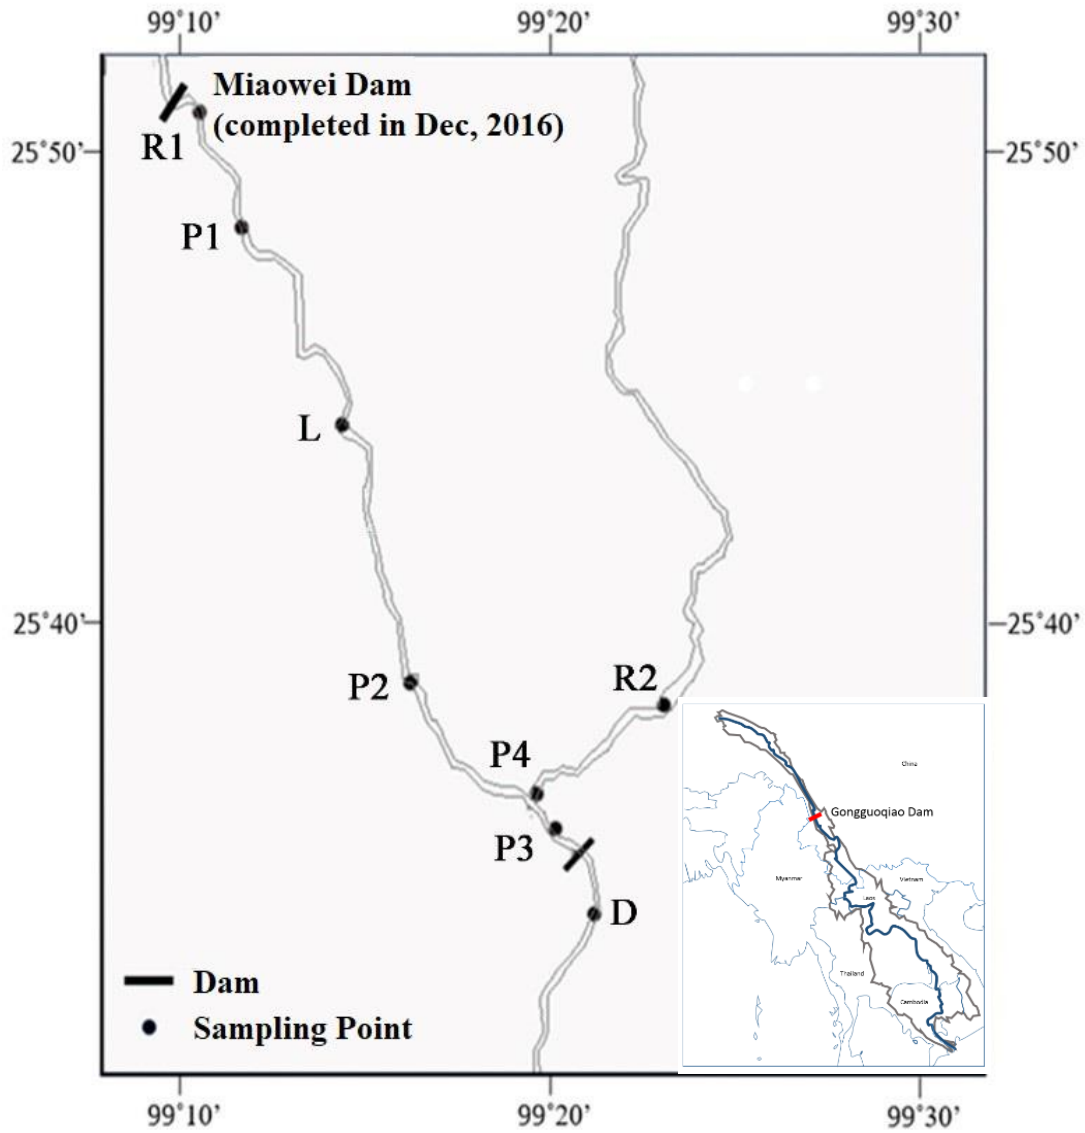 99°10’ 99°20’ 99°30’
Miaowei Dam
(completed in Dec, 2016)
R1
25°50’ 25°50’
P1
L
25°40’ 25°40’
R2
P2
P4
China
Gongguoqiao Dam
P3
Myanmar
Vietnam
Laos
D
Thailand
Dam
Cambodia
Sampling Point
99°10’ 99°20’ 99°30’